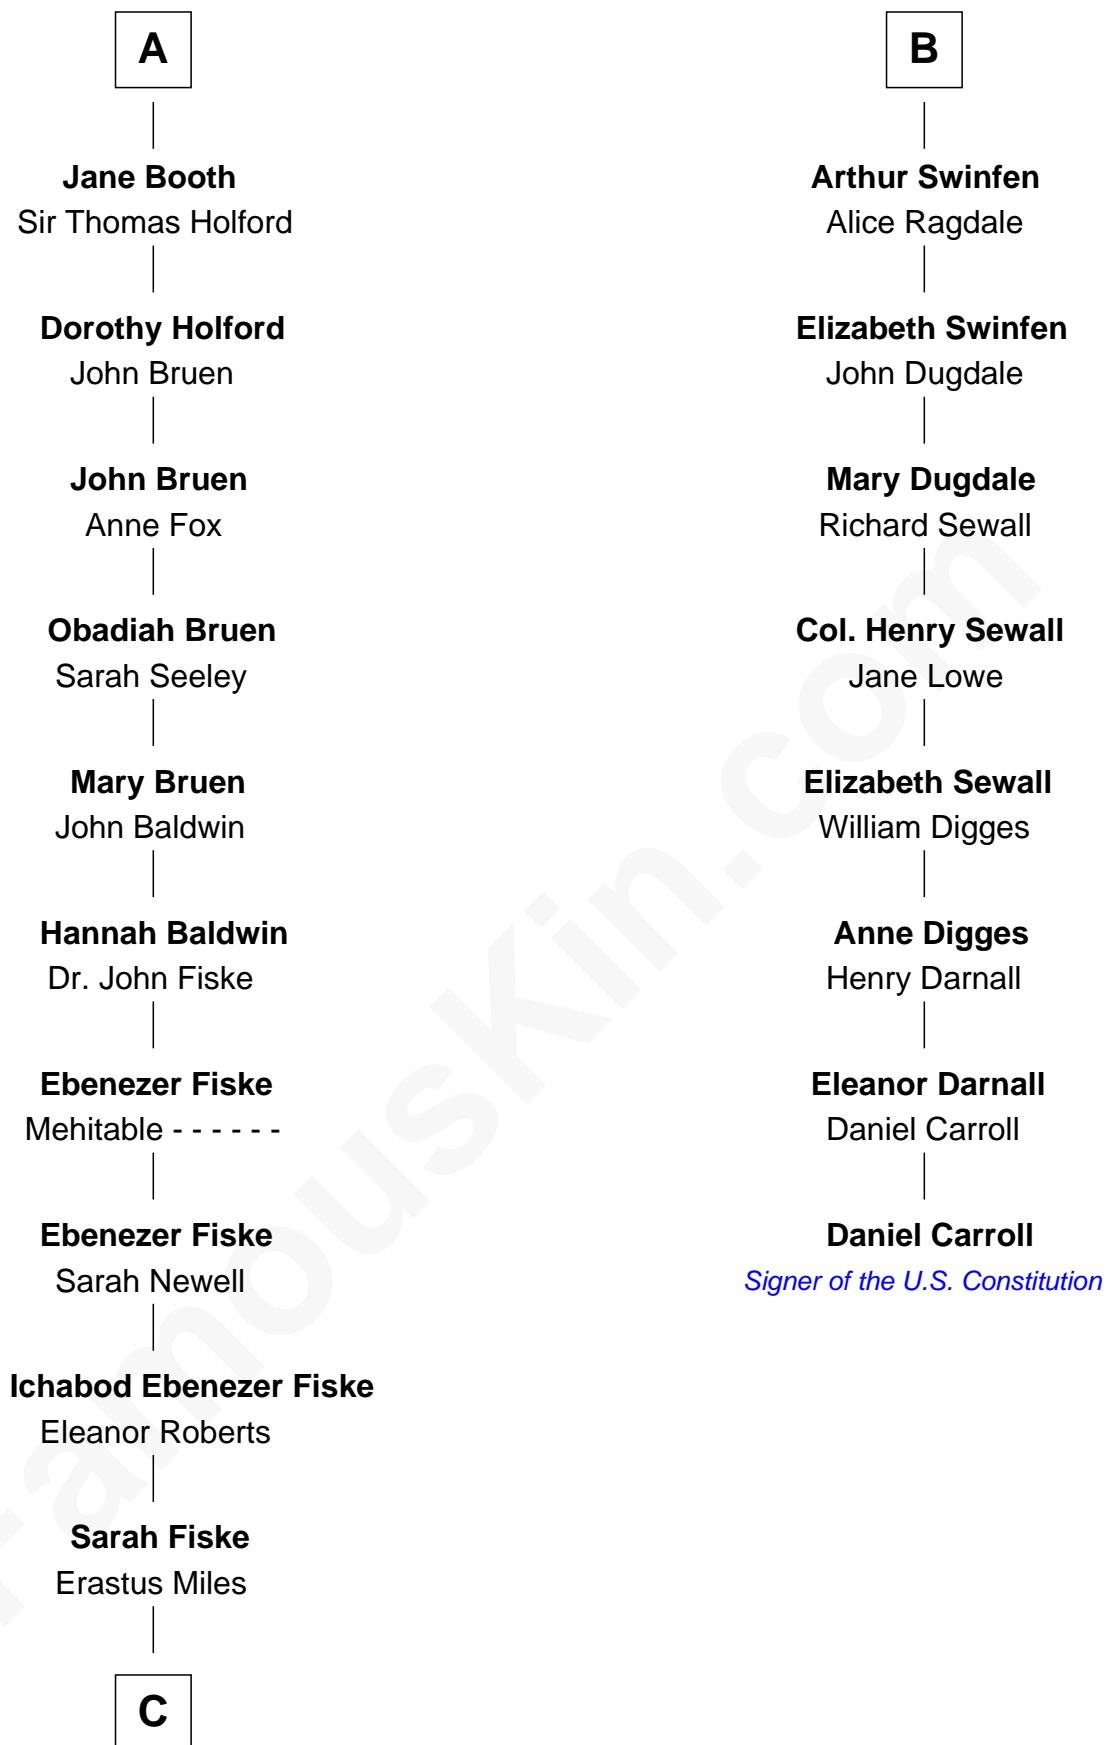 A
Jane Booth
Sir Thomas Holford
Dorothy Holford
John Bruen
John Bruen
Anne Fox
Obadiah Bruen
Sarah Seeley
Mary Bruen
John Baldwin
Hannah Baldwin
Dr. John Fiske
Ebenezer Fiske
Mehitable - - - - - -
Ebenezer Fiske
Sarah Newell
Ichabod Ebenezer Fiske
Eleanor Roberts
Sarah Fiske
Erastus Miles
C
B
Arthur Swinfen
Alice Ragdale
Elizabeth Swinfen
John Dugdale
Mary Dugdale
Richard Sewall
Col. Henry Sewall
Jane Lowe
Elizabeth Sewall
William Digges
Anne Digges
Henry Darnall
Eleanor Darnall
Daniel Carroll
Daniel Carroll
Signer of the U.S. Constitution
FamousKin.com